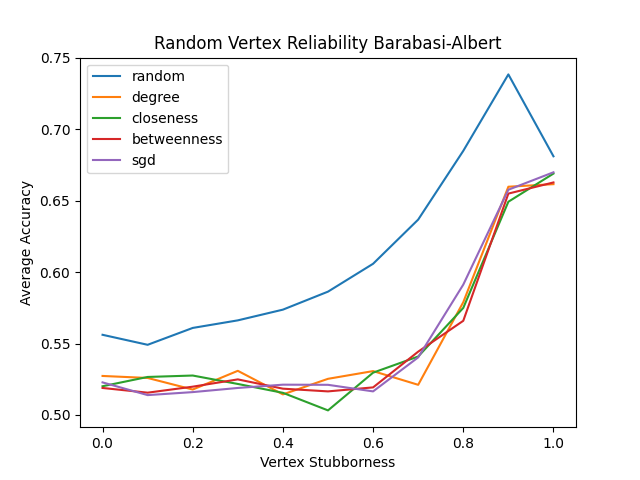 Random Vertex Reliability Barabasi-Albert
random
degree
closeness
betweenness
sgd
0.75
0.70
0.65
0.60
0.55
0.50
Average Accuracy
0.0 0.2 0.4 0.6 0.8 1.0
Vertex Stubborness